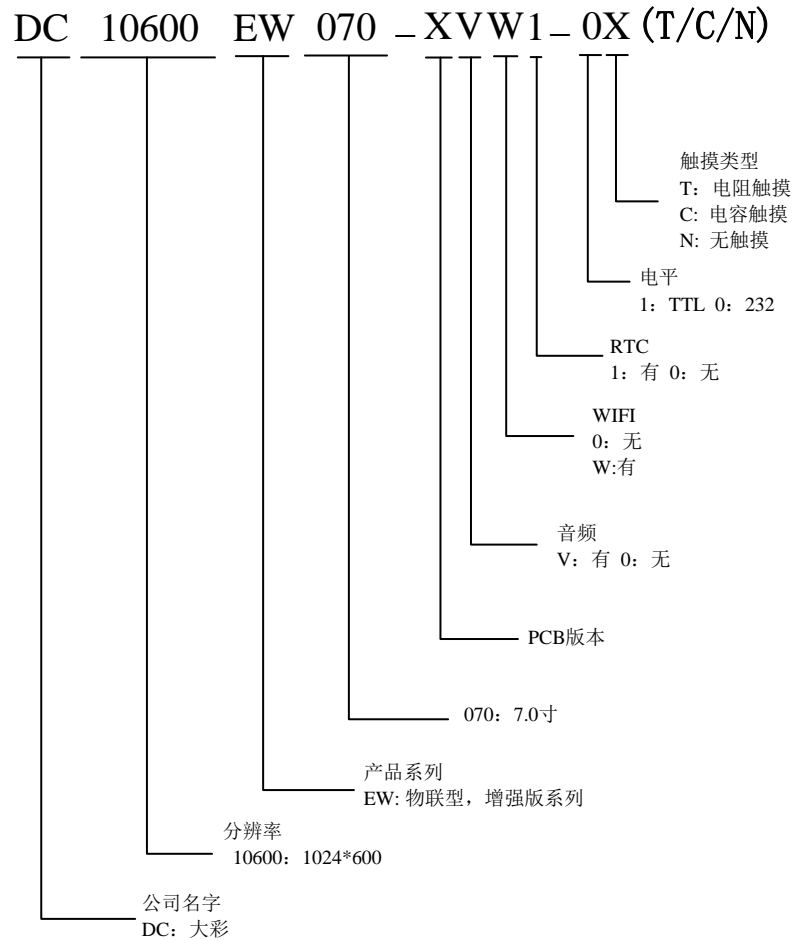 DC 10600 EW 070 – XVW1 – 0X (T/C/N)
触摸类型
T: 电阻触摸
C: 电容触摸
N: 无触摸
电平
1: TTL 0: 232
RTC
1: 有 0: 无
WIFI
0: 无
W:有
音频
V: 有 0: 无
PCB版本
070: 7.0寸
产品系列
EW: 物联型，增强版系列
分辨率
10600: 1024*600
公司名字
DC: 大彩